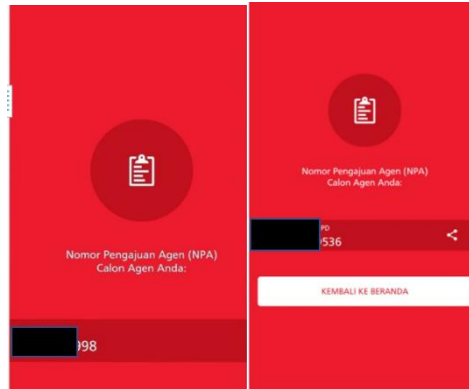 Nomor Pengajuan Agen (NPA)
Calon Agen Anda:
998
Nomor Pengajuan Agen (NPA)
Calon Agen Anda:
PD
536
KEMBALI KE BERANDA